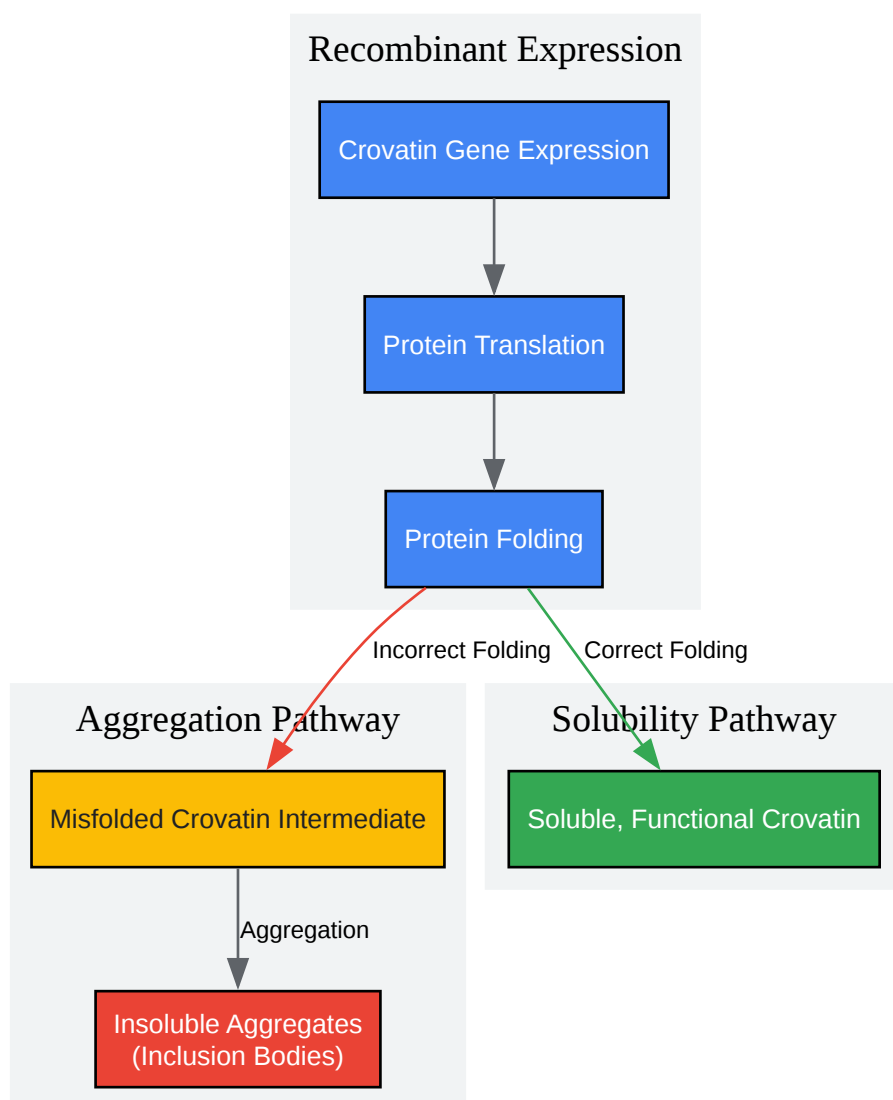 Recombinant Expression
Crovatin Gene Expression
Protein Translation
Protein Folding
Incorrect Folding
Correct Folding
Aggregation Pathway
Solubility Pathway
Misfolded Crovatin Intermediate
Soluble, Functional Crovatin
Aggregation
Insoluble Aggregates
(Inclusion Bodies)